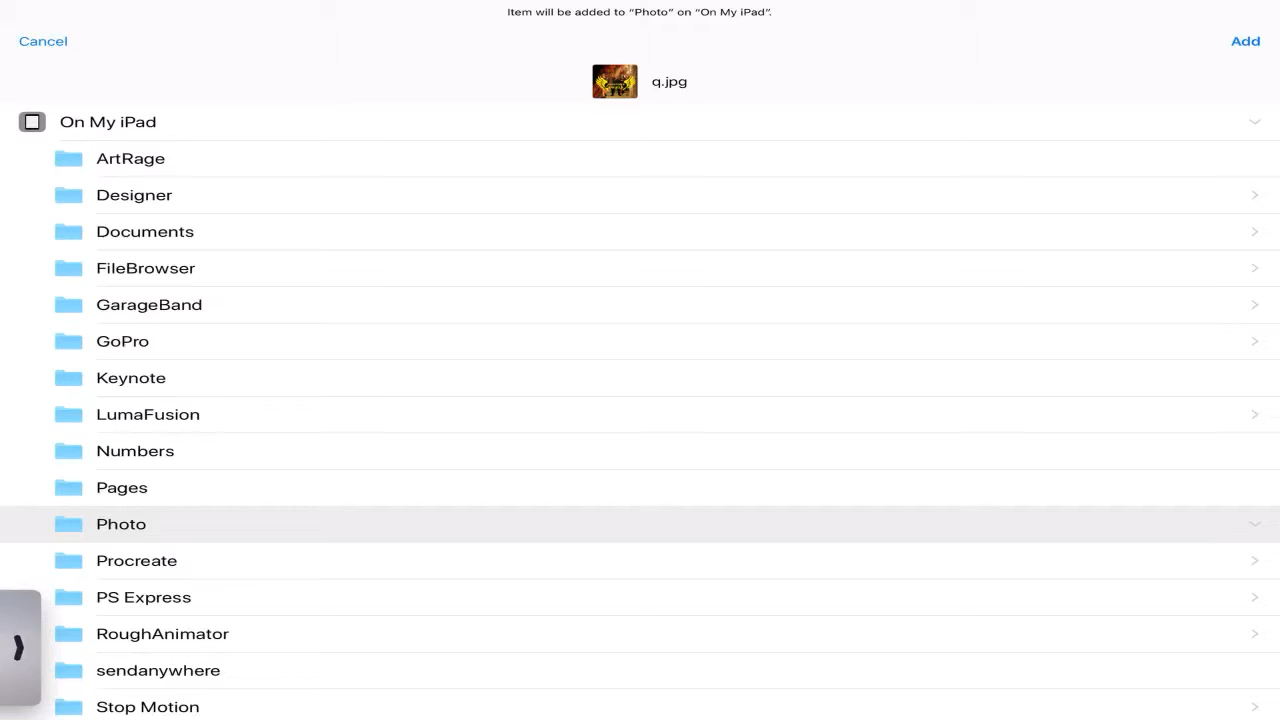 Item will be added to “Photo” on “On My iPad”.
Cancel
Add
q.jpg
On My iPad
ArtRage
Designer
Documents
FileBrowser
GarageBand
GoPro
Keynote
LumaFusion
Numbers
Pages
Photo
Procreate
PS Express
RoughAnimator
sendanywhere
Stop Motion